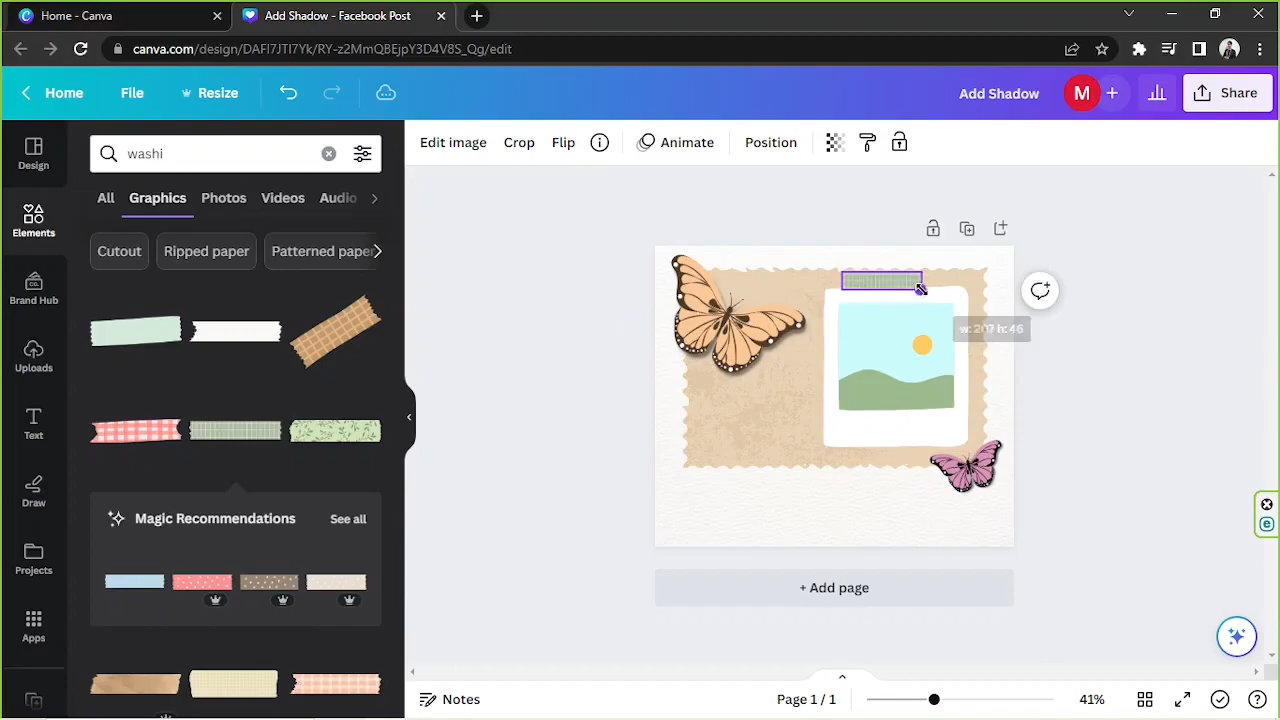 Home - Canva
Add Shadow - Facebook Post
canva.com/design/DAFI7JTI7Yk/RY-z2MmQBEjpY3D4V8S_Qg/edit
Home
File
Resize
Add Shadow
M
Share
Design
Elements
Brand Hub
Uploads
Text
Draw
Projects
Apps
washi
All
Graphics
Photos
Videos
Audio
Cutout
Ripped paper
Patterned paper
Magic Recommendations
See all
Edit image
Crop
Flip
Animate
Position
w: 207 h: 46
+ Add page
Notes
Page 1 / 1
41%